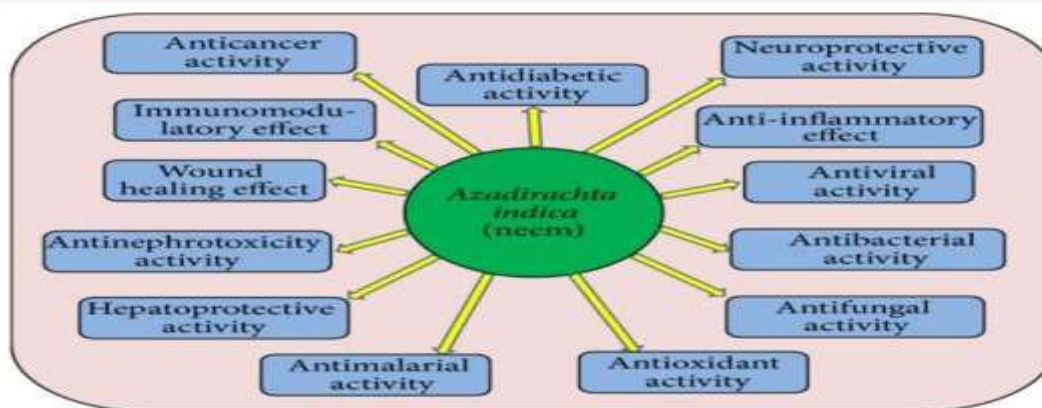 Anticancer
activity
Antidiabetic
activity
Neuroprotective
activity
Immunomodu-
latory effect
Anti-inflammatory
effect
Wound
healing effect
Azadirachta
indica
(neem)
Antiviral
activity
Antinephrotoxicity
activity
Antibacterial
activity
Hepatoprotective
activity
Antifungal
activity
Antimalarial
activity
Antioxidant
activity